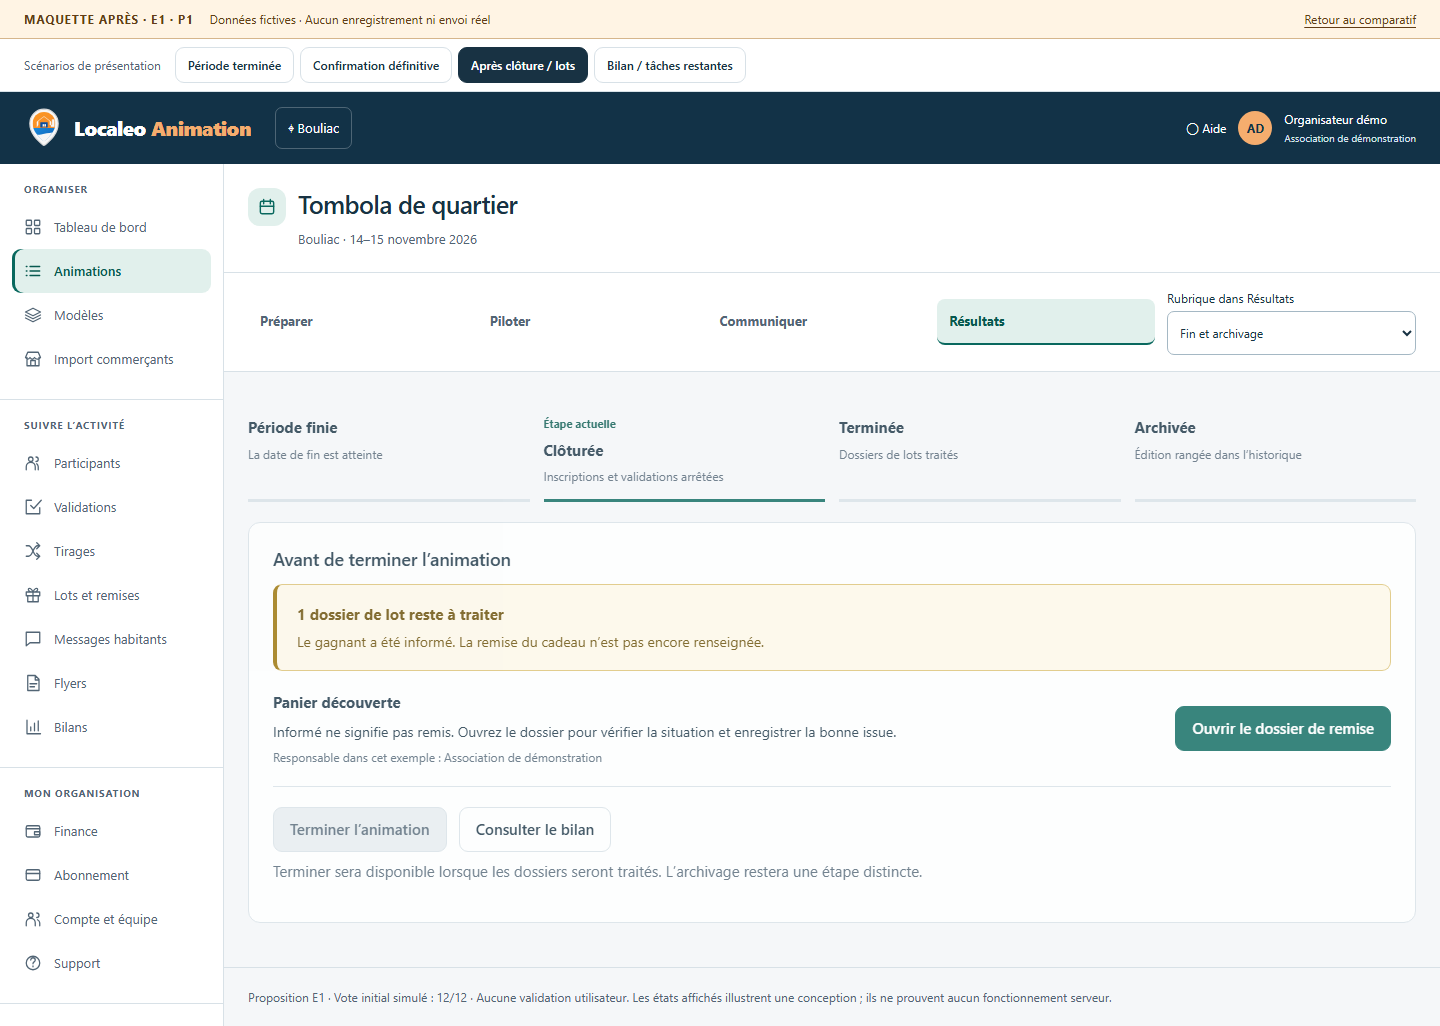 MAQUETTE APRÈS · E1 · P1 Données fictives · Aucun enregistrement ni envoi réel Retour au comparatif
Scénarios de présentation Période terminée Confirmation définitive Après clôture / lots Bilan / tâches restantes
Localeo Animation Bouliac Aide AD Organisateur démo
Association de démonstration
ORGANISER
Tableau de bord
Animations
Modèles
Import commerçants
SUIVRE L’ACTIVITÉ
Participants
Validations
Tirages
Lots et remises
Messages habitants
Flyers
Bilans
MON ORGANISATION
Finance
Abonnement
Compte et équipe
Support
Tombola de quartier
Bouliac · 14–15 novembre 2026
Préparer Piloter Communiquer Résultats
Rubrique dans Résultats
Fin et archivage
Période finie
La date de fin est atteinte
Étape actuelle
Clôturée
Inscriptions et validations arrêtées
Terminée
Dossiers de lots traités
Archivée
Édition rangée dans l’historique
Avant de terminer l’animation
1 dossier de lot reste à traiter
Le gagnant a été informé. La remise du cadeau n’est pas encore renseignée.
Panier découverte
Informé ne signifie pas remis. Ouvrez le dossier pour vérifier la situation et enregistrer la bonne issue.
Responsable dans cet exemple : Association de démonstration
Ouvrir le dossier de remise
Terminer l’animation Consulter le bilan
Terminer sera disponible lorsque les dossiers seront traités. L’archivage restera une étape distincte.
Proposition E1 · Vote initial simulé : 12/12 · Aucune validation utilisateur. Les états affichés illustrent une conception ; ils ne prouvent aucun fonctionnement serveur.